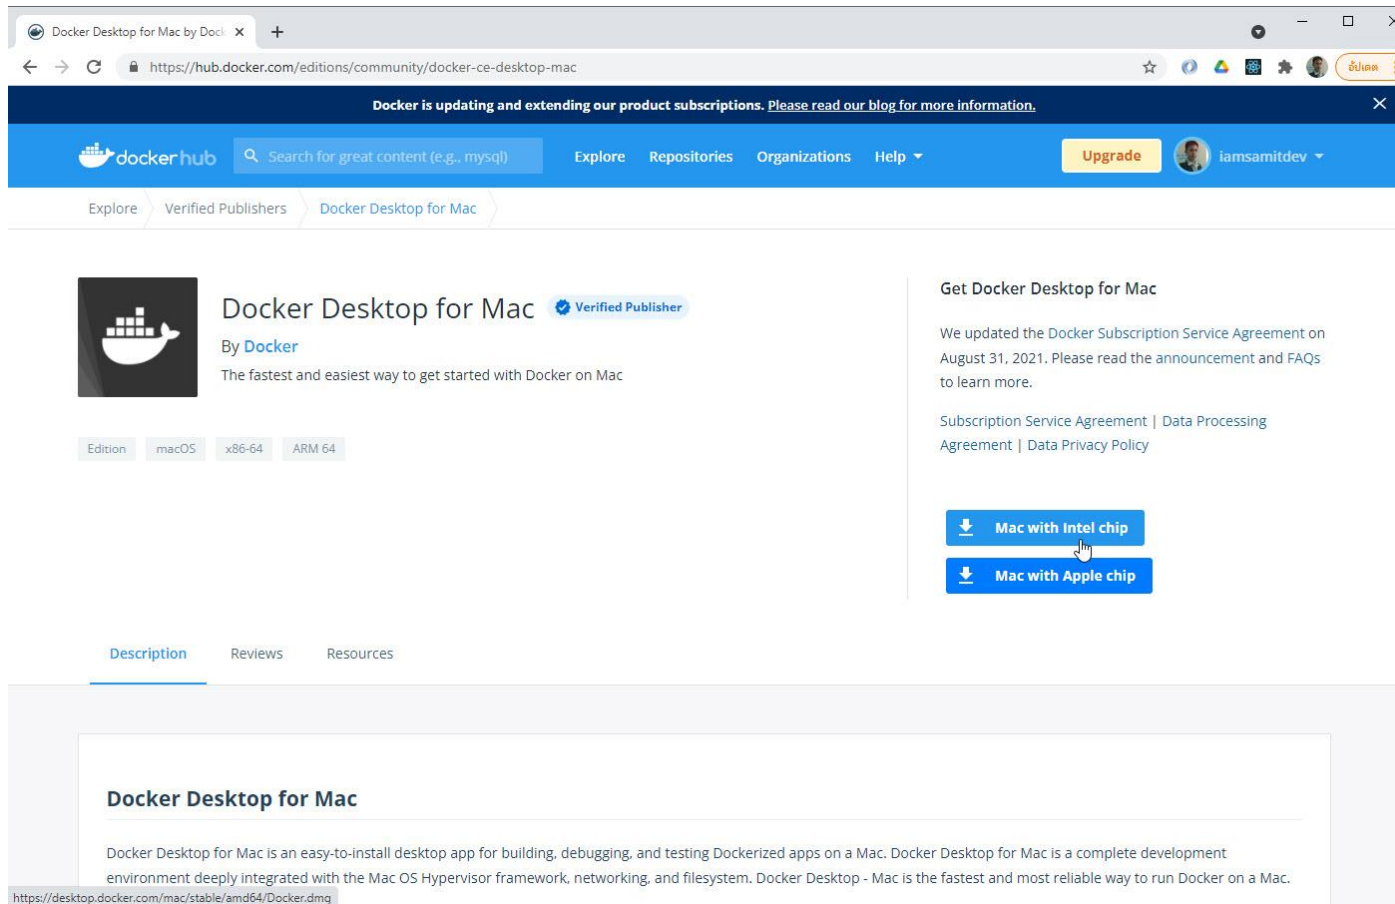 Docker Desktop for Mac by Dock
https://hub.docker.com/editions/community/docker-ce-desktop-mac
อัปเดต
Docker is updating and extending our product subscriptions. Please read our blog for more information.
dockerhub
Search for great content (e.g., mysql)
Explore
Repositories
Organizations
Help
Upgrade
iamsamitdev
Explore
Verified Publishers
Docker Desktop for Mac
Docker Desktop for Mac
Verified Publisher
By Docker
The fastest and easiest way to get started with Docker on Mac
Edition
macOS
x86-64
ARM 64
Get Docker Desktop for Mac
We updated the Docker Subscription Service Agreement on
August 31, 2021. Please read the announcement and FAQs
to learn more.
Subscription Service Agreement | Data Processing
Agreement | Data Privacy Policy
Mac with Intel chip
Mac with Apple chip
Description
Reviews
Resources
Docker Desktop for Mac
Docker Desktop for Mac is an easy-to-install desktop app for building, debugging, and testing Dockerized apps on a Mac. Docker Desktop for Mac is a complete development
environment deeply integrated with the Mac OS Hypervisor framework, networking, and filesystem. Docker Desktop - Mac is the fastest and most reliable way to run Docker on a Mac.
https://desktop.docker.com/mac/stable/amd64/Docker.dmg